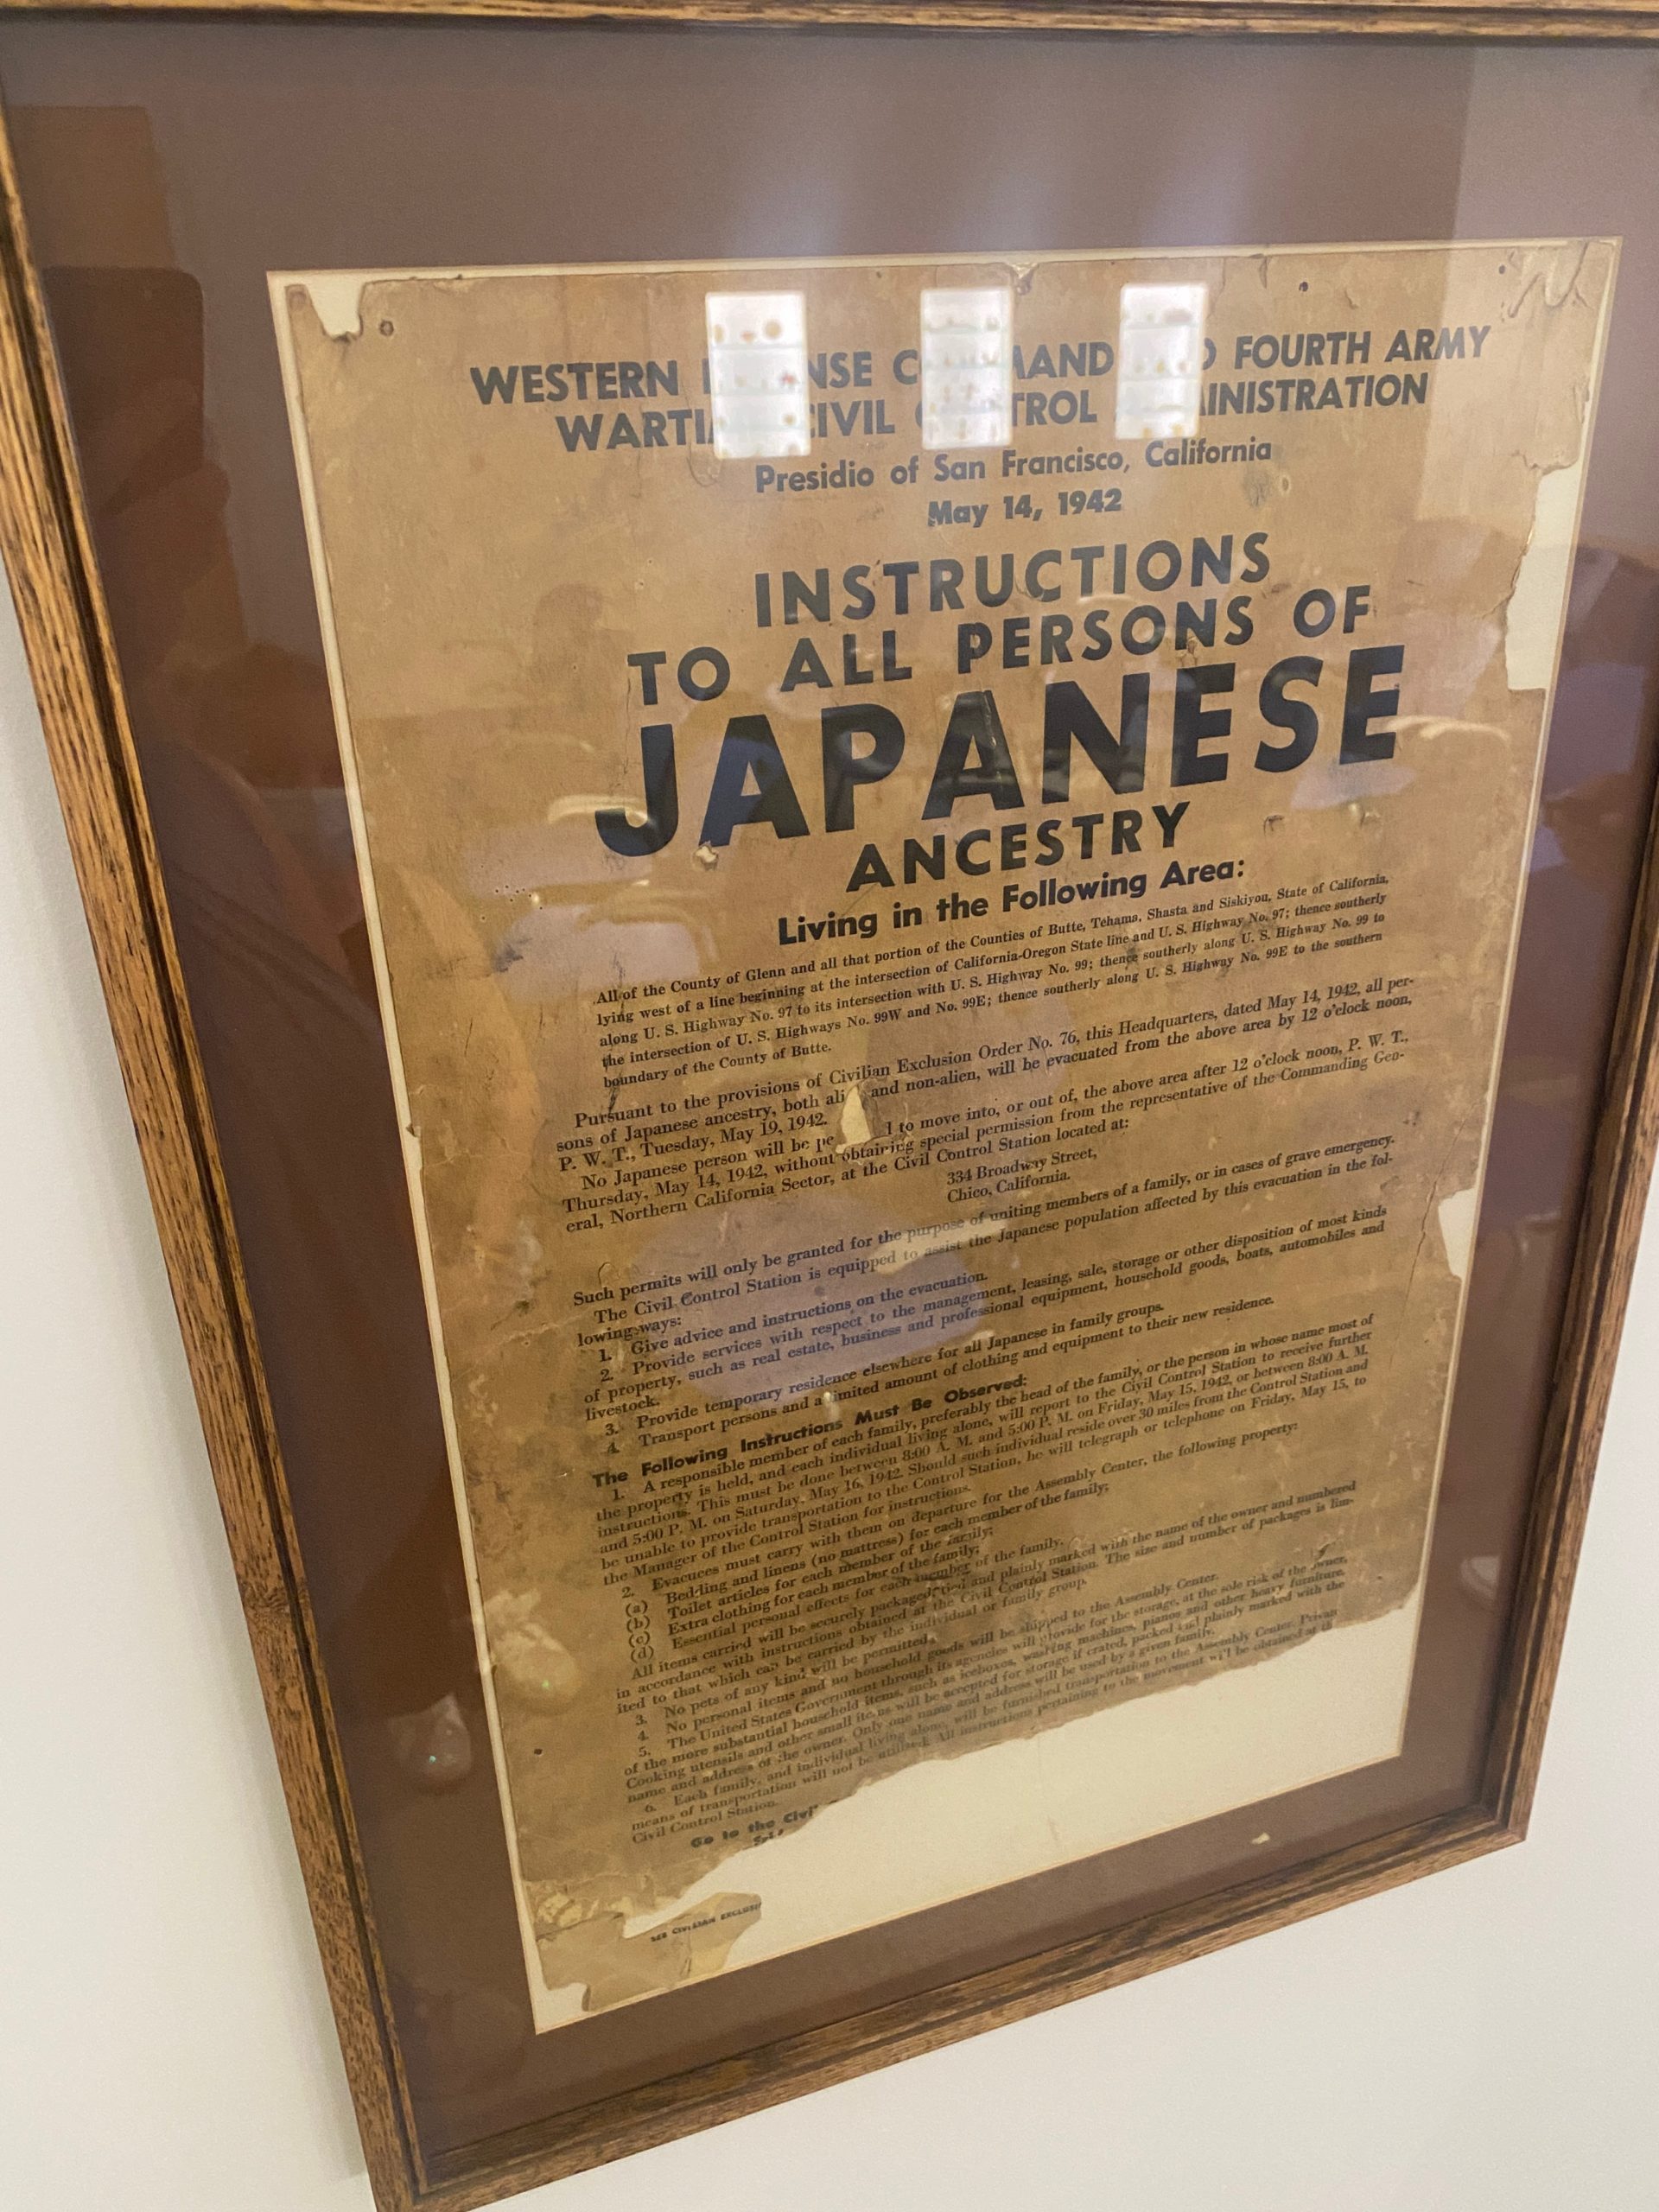 WESTERN NSE C MAND FOURTH ARMY
WARTI CIVIL C TROL MINISTRATION
Presidio of San Francisco, California
May 14, 1942
INSTRUCTIONS
TO ALL PERSONS OF
JAPANESE
ANCESTRY
Living in the Following Area:
All of the County of Glenn and all that portion of the Counties of Butte, Tehama, Shasta and Siskiyou, State of California,
lying west of a line beginning at the intersection of California-Oregon State line and U. S. Highway No. 97; thence southerly
along U. S. Highway No. 97 to its intersection with U. S. Highway No. 99; thence southerly along U. S. Highway No. 99 to
the intersection of U. S. Highways No. 99W and No. 99E; thence southerly along U. S. Highway No. 99E to the southern
boundary of the County of Butte.
Pursuant to the provisions of Civilian Exclusion Order No. 76, this Headquarters, dated May 14, 1942, all per-
sons of Japanese ancestry, both ali and non-alien, will be evacuated from the above area by 12 o'clock noon,
P. W. T., Tuesday, May 19, 1942.
No Japanese person will be pe d to move into, or out of, the above area after 12 o'clock noon, P. W. T.,
Thursday, May 14, 1942, without obtaining special permission from the representative of the Commanding Gen-
eral, Northern California Sector, at the Civil Control Station located at:
334 Broadway Street,
Chico, California.
Such permits will only be granted for the purpose of uniting members of a family, or in cases of grave emergency.
The Civil Control Station is equipped to assist the Japanese population affected by this evacuation in the fol-
lowing ways:
1. Give advice and instructions on the evacuation.
2. Provide services with respect to the management, leasing, sale, storage or other disposition of most kinds
of property, such as real estate, business and professional equipment, household goods, boats, automobiles and
livestock.
3. Provide temporary residence elsewhere for all Japanese in family groups.
4. Transport persons and a limited amount of clothing and equipment to their new residence.
The Following Instructions Must Be Observed:
1. A responsible member of each family, preferably the head of the family, or the person in whose name most of
the property is held, and each individual living alone, will report to the Civil Control Station to receive further
instructions. This must be done between 8:00 A. M. and 5:00 P. M. on Friday, May 15, 1942, or between 8:00 A. M.
and 5:00 P. M. on Saturday, May 16, 1942. Should such individual reside over 30 miles from the Control Station and
be unable to provide transportation to the Control Station, he will telegraph or telephone on Friday, May 15, to
the Manager of the Control Station for instructions.
2. Evacuees must carry with them on departure for the Assembly Center, the following property:
(a) Bedding and linens (no mattress) for each member of the family;
(b) Toilet articles for each member of the family;
(c) Extra clothing for each member of the family;
(d) Essential personal effects for each member of the family.
All items carried will be securely packaged, tied and plainly marked with the name of the owner and numbered
in accordance with instructions obtained at the Civil Control Station. The size and number of packages is lim-
ited to that which can be carried by the individual or family group.
3. No pets of any kind will be permitted.
4. No personal items and no household goods will be shipped to the Assembly Center.
5. The United States Government through its agencies will provide for the storage, at the sole risk of the owner,
of the more substantial household items, such as iceboxes, washing machines, pianos and other heavy furniture.
Cooking utensils and other small items will be accepted for storage if crated, packed and plainly marked with the
name and address of the owner. Only one name and address will be used by a given family.
6. Each family, and individual living alone, will be furnished transportation to the Assembly Center. Private
means of transportation will not be utilized. All instructions pertaining to the movement will be obtained at th
Civil Control Station.
Go to the Civil
SEE CIVILIAN EXCLUSI